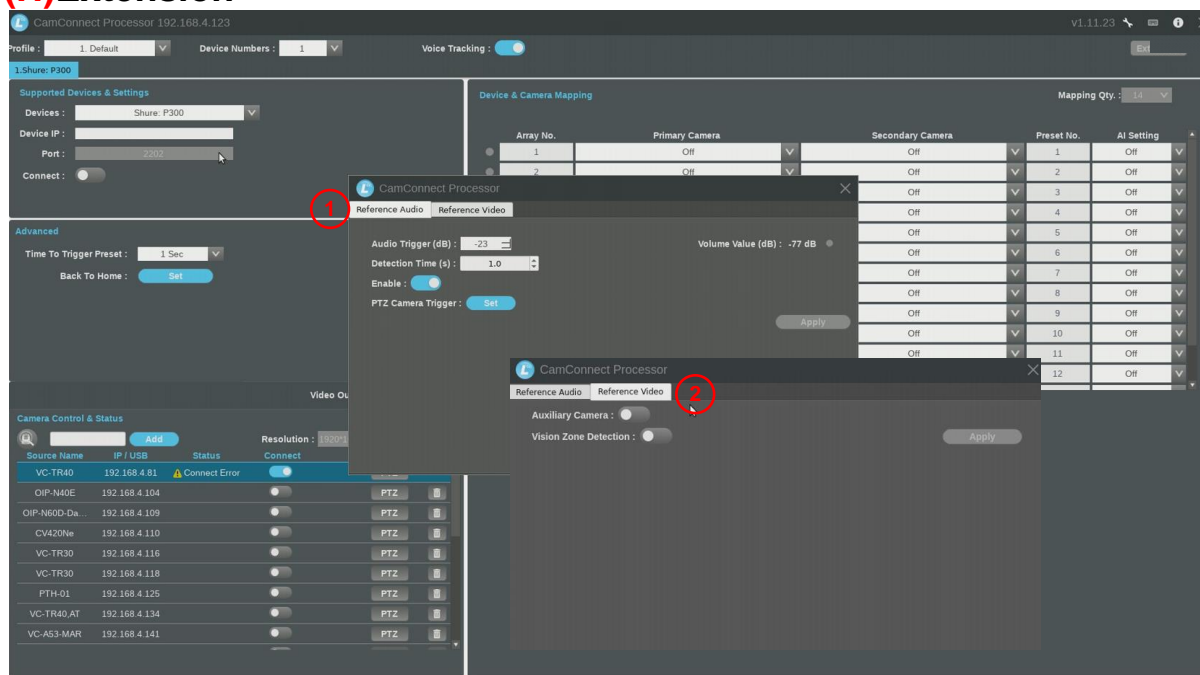 CamConnect Processor 192.168.4.123 v1.11.23
Profile : 1. Default Device Numbers : 1 Voice Tracking : Ext
1.Shure: P300
Supported Devices & Settings
Devices : Shure: P300
Device IP :
Port : 2202
Connect :
Device & Camera Mapping Mapping Qty. : 14
Array No. Primary Camera Secondary Camera Preset No. AI Setting
1 Off Off 1 Off
2 Off Off
Off 3 Off
Off 4 Off
Off 5 Off
Off 6 Off
Off 7 Off
Off 8 Off
Off 9 Off
Off 10 Off
Off 11 Off
12 Off
Advanced
Time To Trigger Preset : 1 Sec
Back To Home : Set
1
CamConnect Processor
Reference Audio Reference Video
Audio Trigger (dB) : -23 Volume Value (dB) : -77 dB
Detection Time (s) : 1.0
Enable :
PTZ Camera Trigger : Set
Apply
CamConnect Processor
Reference Audio Reference Video
2
Auxiliary Camera :
Vision Zone Detection :
Apply
Video
Camera Control & Status
Add Resolution :
Source Name IP / USB Status Connect
VC-TR40 192.168.4.81 Connect Error
OIP-N40E 192.168.4.104 PTZ
OIP-N60D-Da... 192.168.4.109 PTZ
CV420Ne 192.168.4.110 PTZ
VC-TR30 192.168.4.116 PTZ
VC-TR30 192.168.4.118 PTZ
PTH-01 192.168.4.125 PTZ
VC-TR40,AT 192.168.4.134 PTZ
VC-A53-MAR 192.168.4.141 PTZ